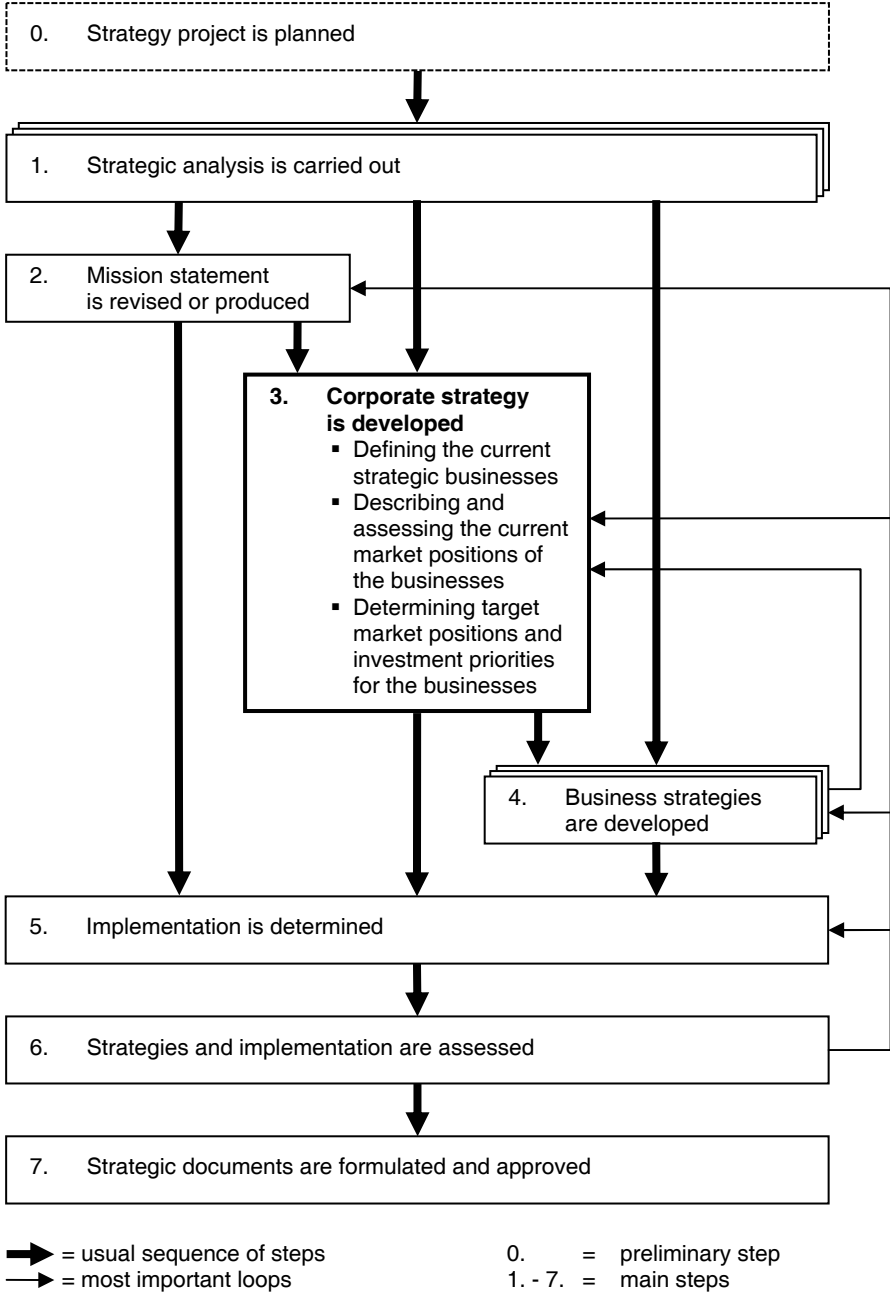 0. Strategy project is planned
1. Strategic analysis is carried out
2. Mission statement
is revised or produced
3. Corporate strategy
is developed
▪ Defining the current
strategic businesses
▪ Describing and
assessing the current
market positions of
the businesses
▪ Determining target
market positions and
investment priorities
for the businesses
4. Business strategies
are developed
5. Implementation is determined
6. Strategies and implementation are assessed
7. Strategic documents are formulated and approved
= usual sequence of steps
= most important loops
0. = preliminary step
1. - 7. = main steps